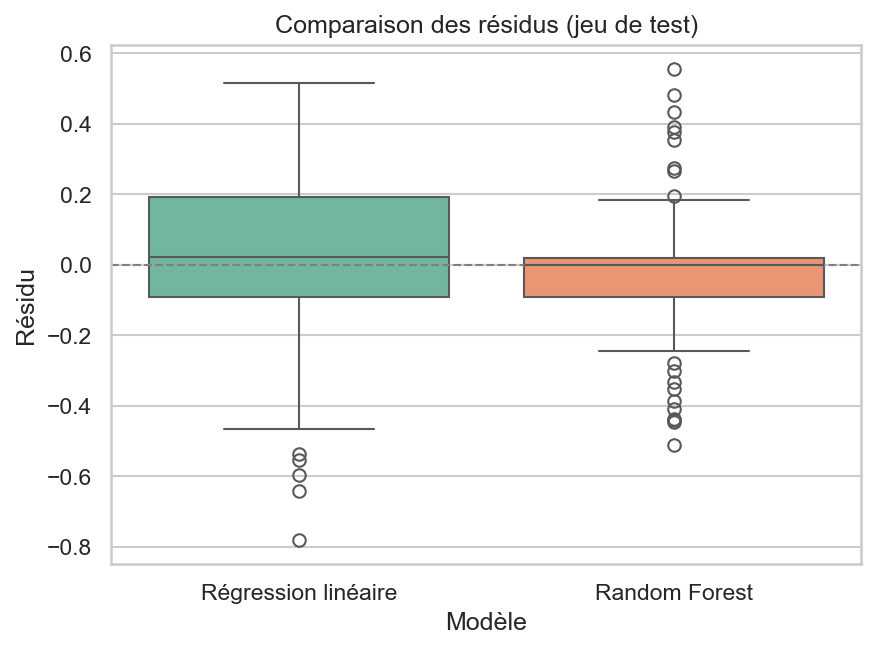 Comparaison des résidus (jeu de test)
0.6
0.4
0.2
0.0
−0.2
−0.4
−0.6
−0.8
Résidu
Régression linéaire
Random Forest
Modèle